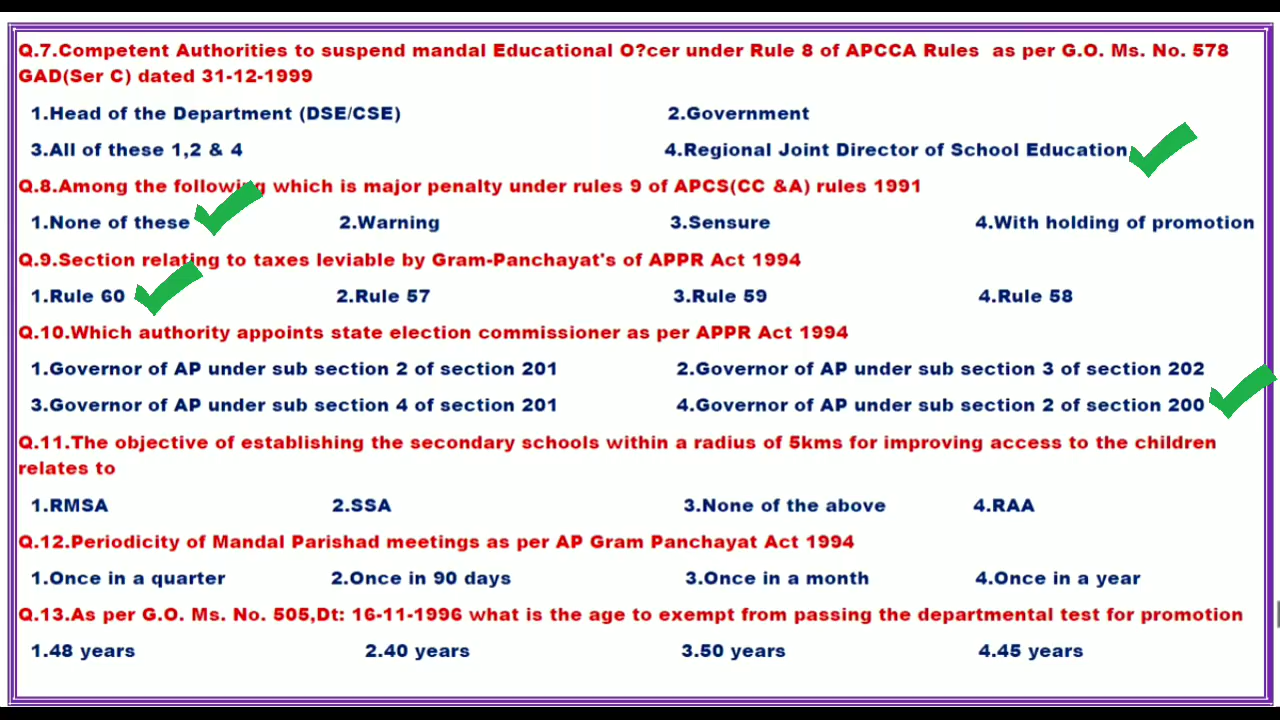 Q.7.Competent Authorities to suspend mandal Educational O?cer under Rule 8 of APCCA Rules as per G.O. Ms. No. 578
GAD(Ser C) dated 31-12-1999
1.Head of the Department (DSE/CSE) 2.Government
3.All of these 1,2 & 4 4.Regional Joint Director of School Education
Q.8.Among the following which is major penalty under rules 9 of APCS(CC &A) rules 1991
1.None of these 2.Warning 3.Sensure 4.With holding of promotion
Q.9.Section relating to taxes leviable by Gram-Panchayat's of APPR Act 1994
1.Rule 60 2.Rule 57 3.Rule 59 4.Rule 58
Q.10.Which authority appoints state election commissioner as per APPR Act 1994
1.Governor of AP under sub section 2 of section 201 2.Governor of AP under sub section 3 of section 202
3.Governor of AP under sub section 4 of section 201 4.Governor of AP under sub section 2 of section 200
Q.11.The objective of establishing the secondary schools within a radius of 5kms for improving access to the children
relates to
1.RMSA 2.SSA 3.None of the above 4.RAA
Q.12.Periodicity of Mandal Parishad meetings as per AP Gram Panchayat Act 1994
1.Once in a quarter 2.Once in 90 days 3.Once in a month 4.Once in a year
Q.13.As per G.O. Ms. No. 505,Dt: 16-11-1996 what is the age to exempt from passing the departmental test for promotion
1.48 years 2.40 years 3.50 years 4.45 years